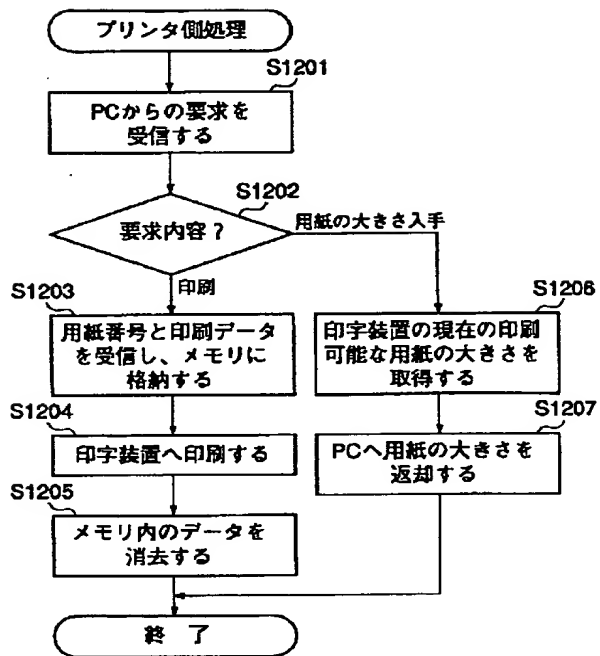 プリンタ側処理
S1201
PCからの要求を
受信する
S1202
要求内容?
用紙の大きさ入手
印刷
S1203
用紙番号と印刷データ
を受信し、メモリに
格納する
S1206
印字装置の現在の印刷
可能な用紙の大きさを
取得する
S1204
印字装置へ印刷する
S1207
PCへ用紙の大きさを
返却する
S1205
メモリ内のデータを
消去する
終 了